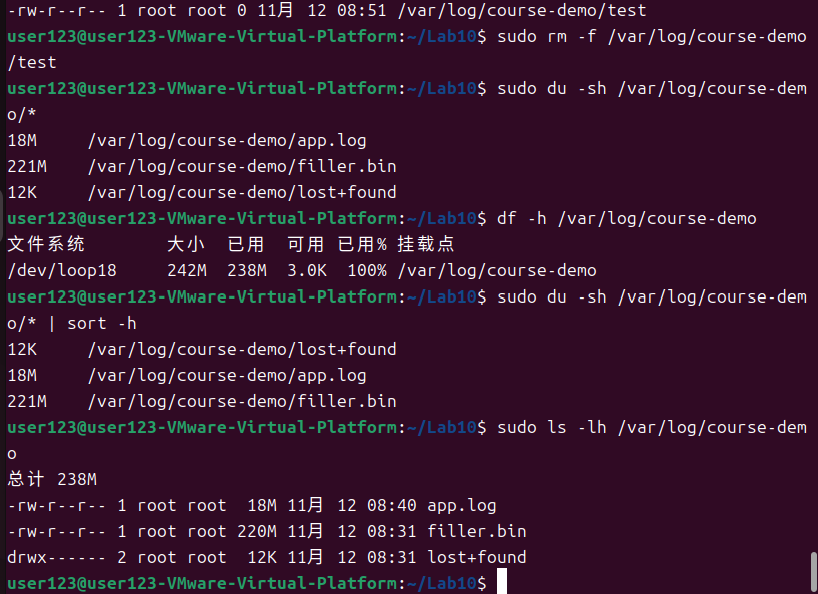 -rw-r--r-- 1 root root 0 11月 12 08:51 /var/log/course-demo/test
user123@user123-VMware-Virtual-Platform:~/Lab10$ sudo rm -f /var/log/course-demo
/test
user123@user123-VMware-Virtual-Platform:~/Lab10$ sudo du -sh /var/log/course-dem
o/*
18M     /var/log/course-demo/app.log
221M    /var/log/course-demo/filler.bin
12K     /var/log/course-demo/lost+found
user123@user123-VMware-Virtual-Platform:~/Lab10$ df -h /var/log/course-demo
文件系统        大小  已用  可用 已用% 挂载点
/dev/loop18     242M  238M  3.0K  100% /var/log/course-demo
user123@user123-VMware-Virtual-Platform:~/Lab10$ sudo du -sh /var/log/course-dem
o/* | sort -h
12K     /var/log/course-demo/lost+found
18M     /var/log/course-demo/app.log
221M    /var/log/course-demo/filler.bin
user123@user123-VMware-Virtual-Platform:~/Lab10$ sudo ls -lh /var/log/course-dem
o
总计 238M
-rw-r--r-- 1 root root  18M 11月 12 08:40 app.log
-rw-r--r-- 1 root root 220M 11月 12 08:31 filler.bin
drwx------ 2 root root  12K 11月 12 08:31 lost+found
user123@user123-VMware-Virtual-Platform:~/Lab10$